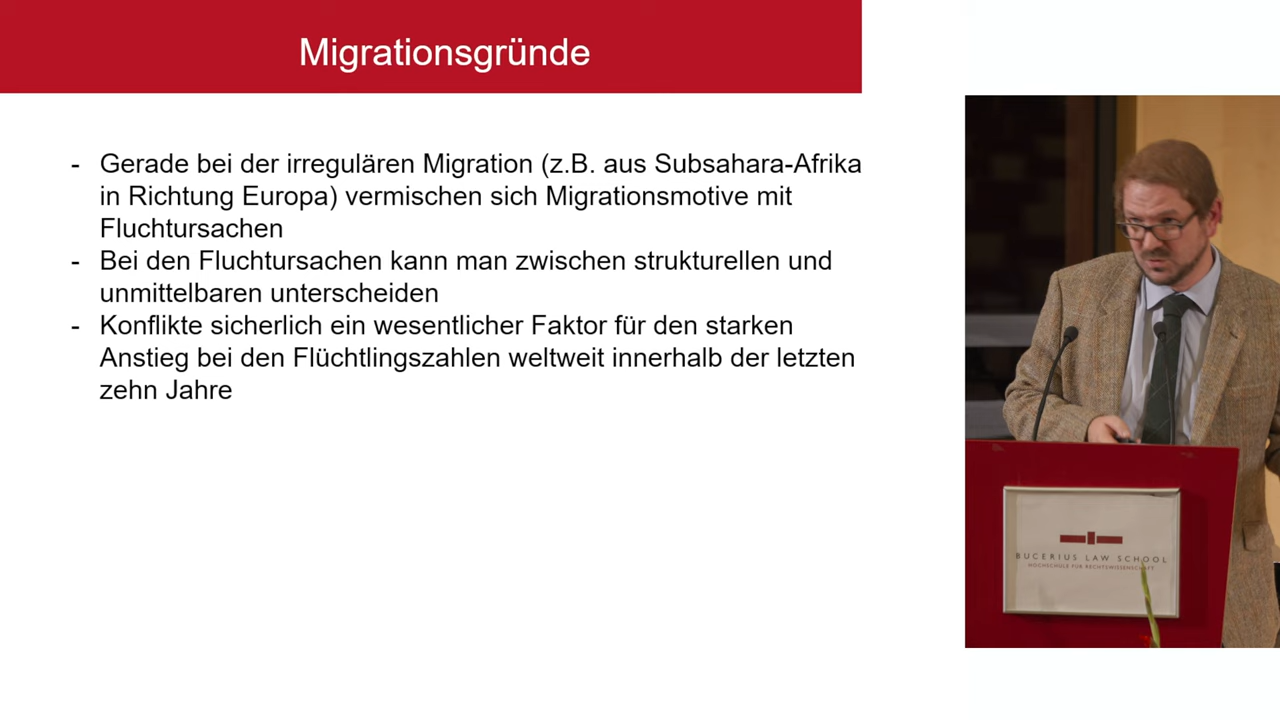 Migrationsgründe
- Gerade bei der irregulären Migration (z.B. aus Subsahara-Afrika
in Richtung Europa) vermischen sich Migrationsmotive mit
Fluchtursachen
- Bei den Fluchtursachen kann man zwischen strukturellen und
unmittelbaren unterscheiden
- Konflikte sicherlich ein wesentlicher Faktor für den starken
Anstieg bei den Flüchtlingszahlen weltweit innerhalb der letzten
zehn Jahre
BUCERIUS LAW SCHOOL
HOCHSCHULE FÜR RECHTSWISSENSCHAFT